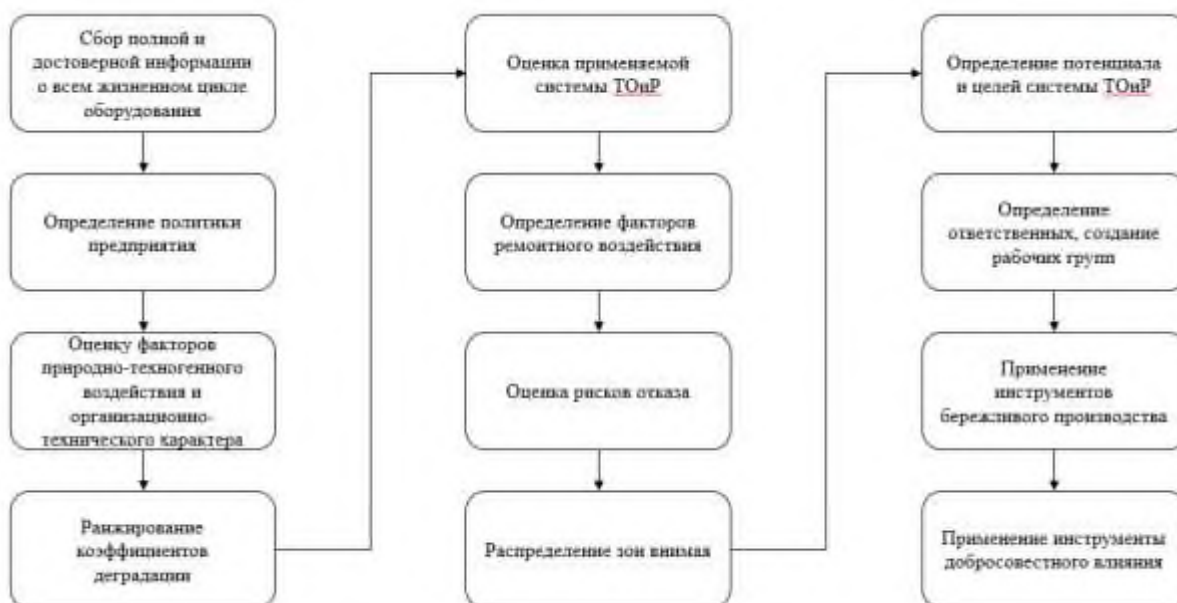 Сбор полной и
достоверной информации
о всем жизненном цикле
оборудования
Определение политики
предприятия
Оценку факторов
природно-техногенного
воздействия и
организационно-
технического характера
Ранжирование
коэффициентов
деградации
Оценка применяемой
системы ТОиР
Определение факторов
ремонтного воздействия
Оценка рисков отказа
Распределение зон внимая
Определение потенциала
и целей системы ТОиР
Определение
ответственных, создание
рабочих групп
Применение
инструментов
бережливого производства
Применение инструменты
добросовестного влияния